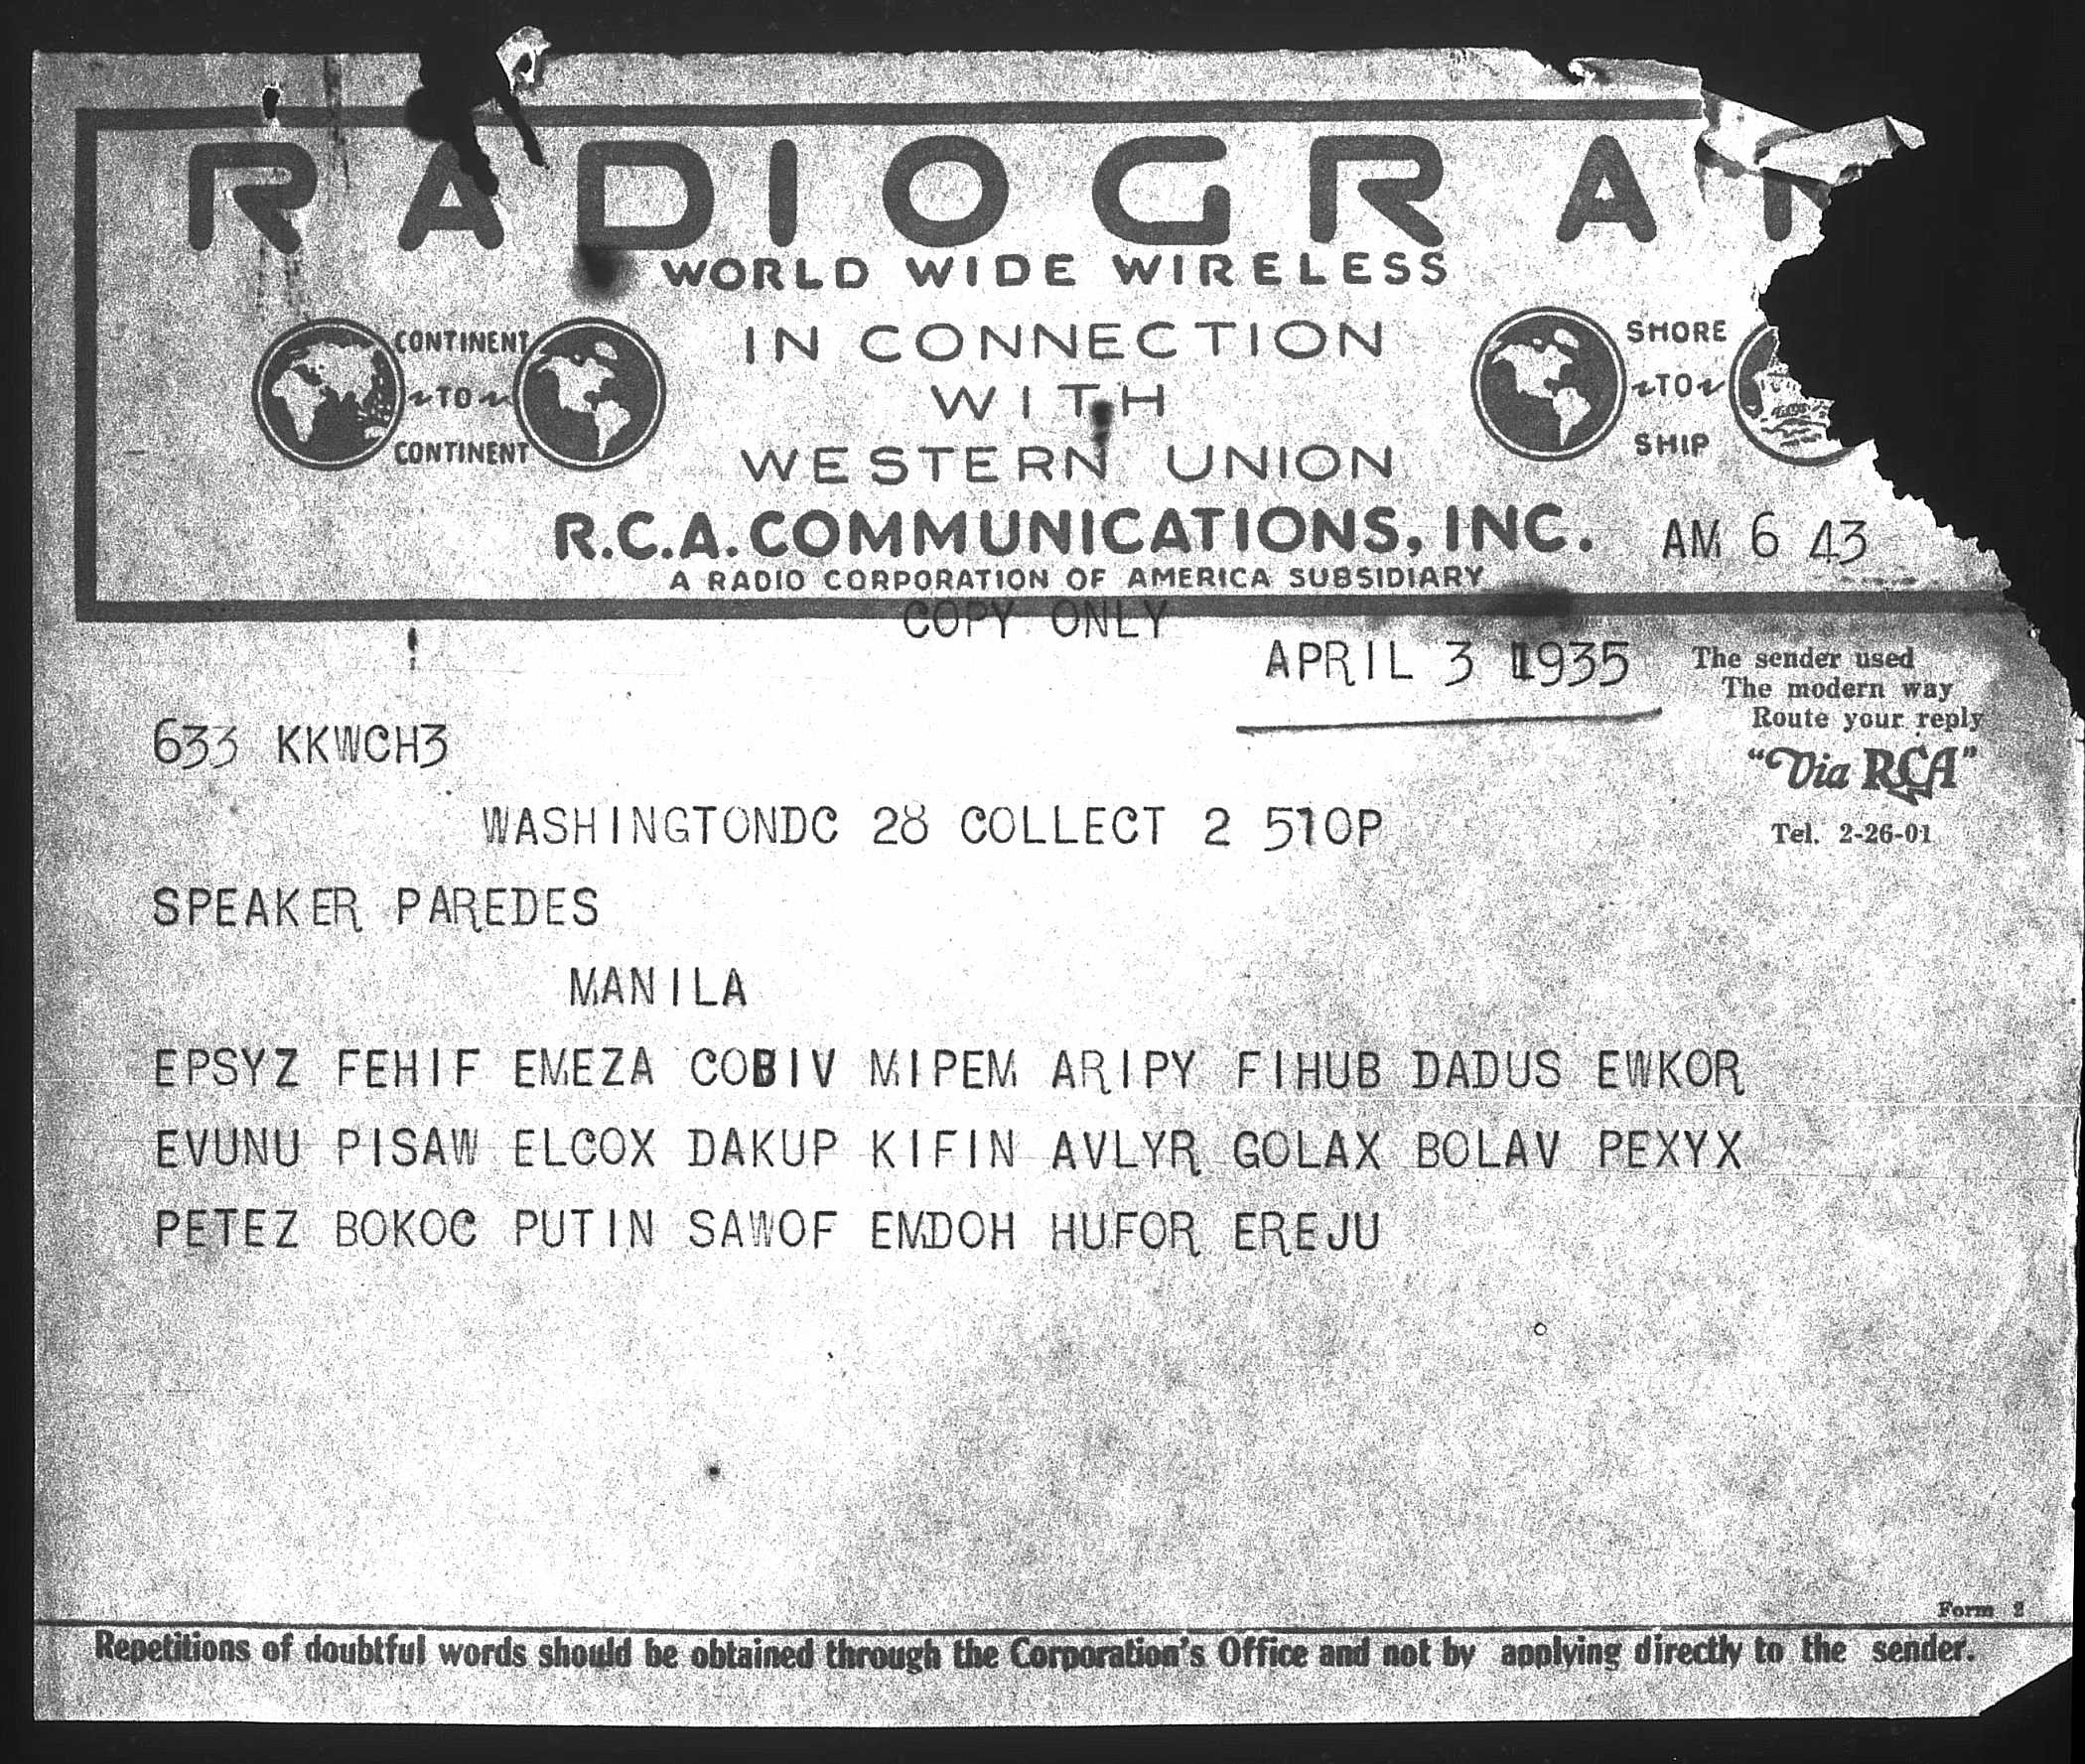 RADIOGRA
WORLD WIDE WIRELESS
CONTINENT
TO
CONTINENT
IN CONNECTION
WITH
WESTERN UNION
SHORE
TO
SHIP
R.C.A. COMMUNICATIONS, INC.
AM 6 43
A RADIO CORPORATION OF AMERICA SUBSIDIARY
COPY ONLY
APRIL 3 1935
The sender used
The modern way
Route your reply
"Via RCA"
Tel. 2-26-01
633 KKWCH3
WASHINGTONDC 28 COLLECT 2 510P
SPEAKER PAREDES
MANILA
EPSYZ FEHIF EMEZA COBIV MIPEM ARIPY FIHUB DADUS EWKOR
EVUNU PISAW ELCOX DAKUP KIFIN AVLYR GOLAX BOLAV PEXYX
PETEZ BOKOC PUTIN SAWOF EMDOH HUFOR EREJU
Form 2
Repetitions of doubtful words should be obtained through the Corporation's Office and not by applying directly to the sender.